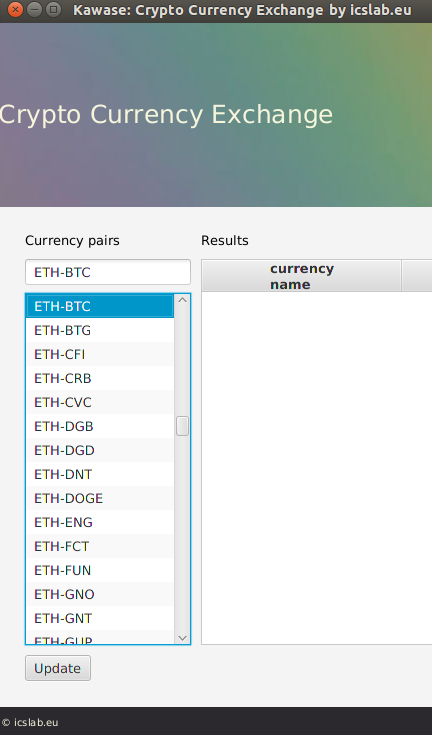 Kawase: Crypto Currency Exchange by icslab.eu
Crypto Currency Exchange
Currency pairs
Results
ETH-BTC
currency
name
ETH-BTC
ETH-BTG
ETH-CFI
ETH-CRB
ETH-CVC
ETH-DGB
ETH-DGD
ETH-DNT
ETH-DOGE
ETH-ENG
ETH-FCT
ETH-FUN
ETH-GNO
ETH-GNT
ETH-GUP
Update
© icslab.eu